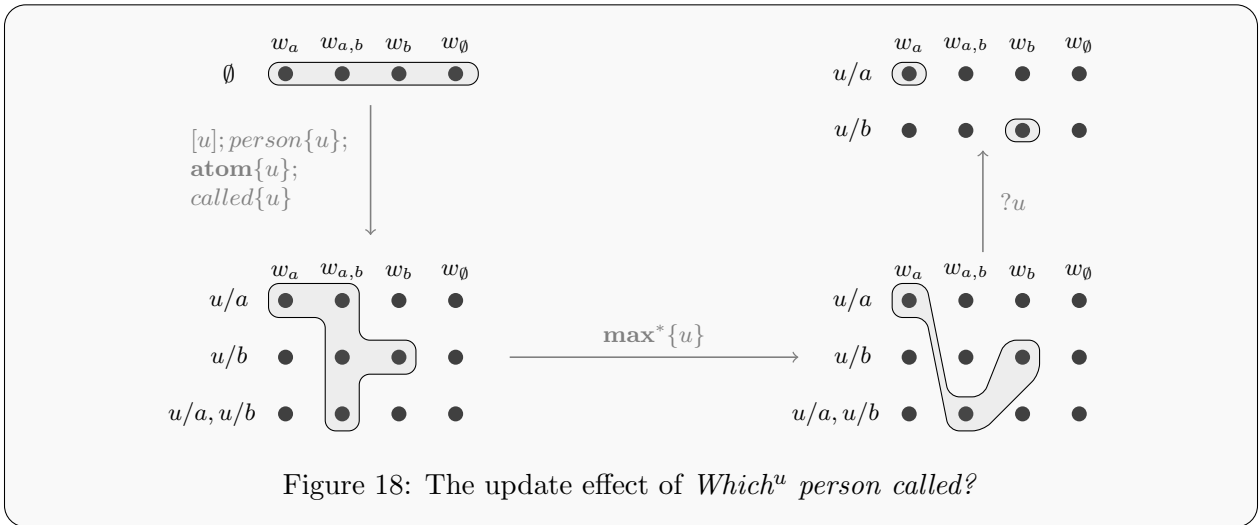 w_a w_{a,b} w_b w_∅
∅
[u]; person{u};
atom{u};
called{u}
w_a w_{a,b} w_b w_∅
u/a
u/b
?u
w_a w_{a,b} w_b w_∅
u/a
u/b
u/a, u/b
max*{u}
w_a w_{a,b} w_b w_∅
u/a
u/b
u/a, u/b
Figure 18: The update effect of Which^u person called?